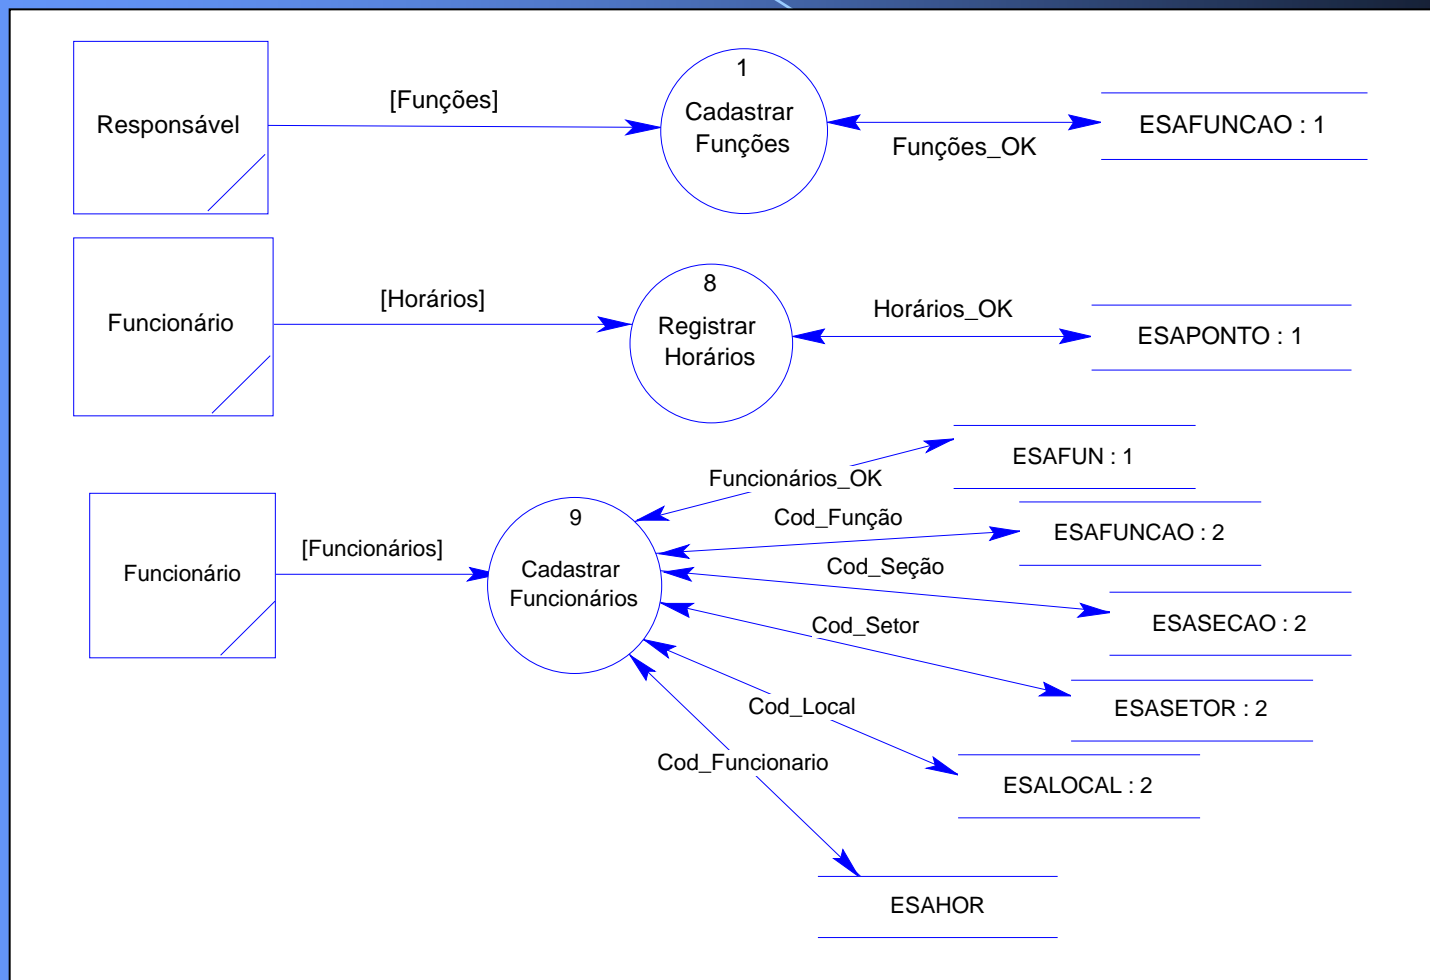 Responsável
[Funções]
1
Cadastrar
Funções
Funções_OK
ESAFUNCAO : 1
Funcionário
[Horários]
8
Registrar
Horários
Horários_OK
ESAPONTO : 1
Funcionário
[Funcionários]
9
Cadastrar
Funcionários
Funcionários_OK
ESAFUN : 1
Cod_Função
ESAFUNCAO : 2
Cod_Seção
ESASECAO : 2
Cod_Setor
ESASETOR : 2
Cod_Local
ESALOCAL : 2
Cod_Funcionario
ESAHOR